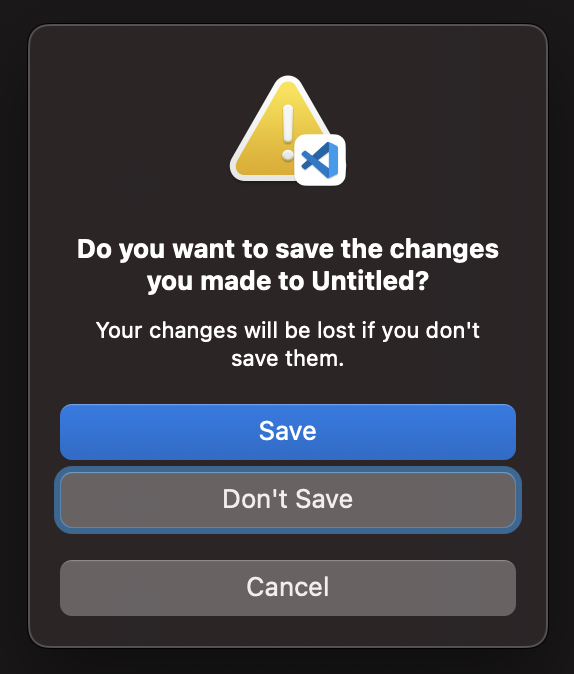 Do you want to save the changes
you made to Untitled?
Your changes will be lost if you don't
save them.
Save
Don't Save
Cancel